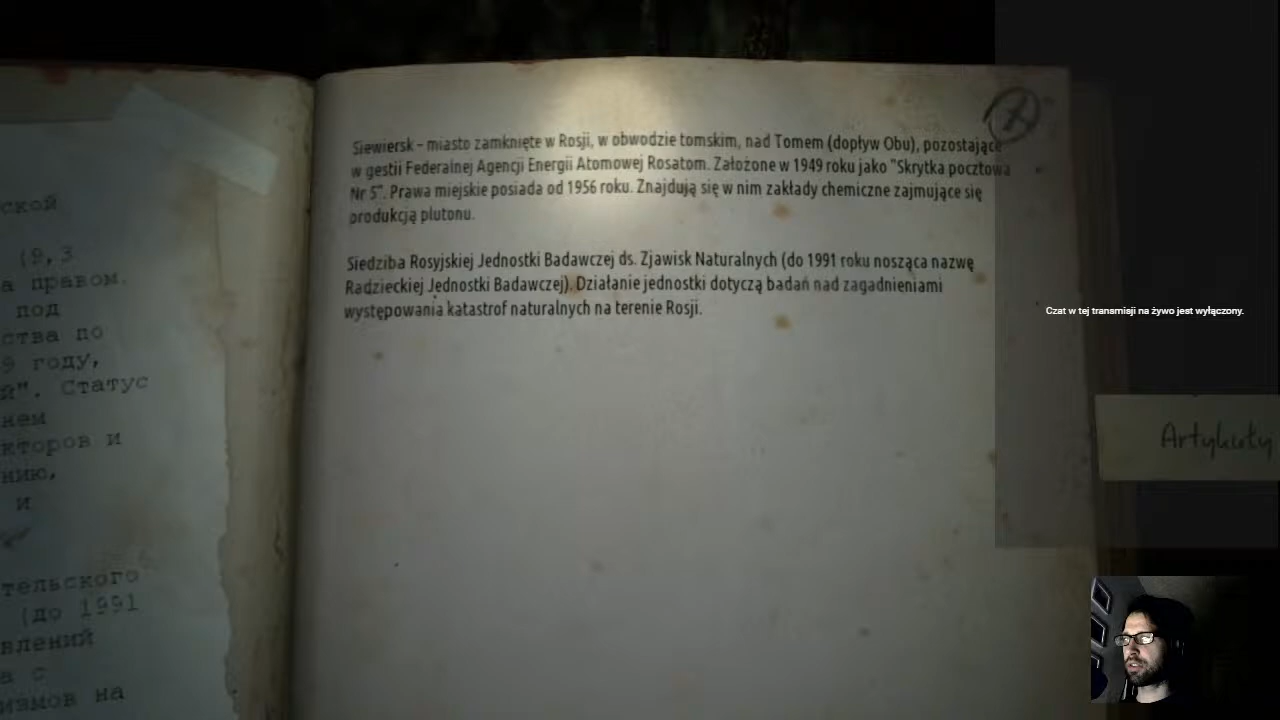 ской
(9,3
а правом.
под
ства по
9 году,
й". Статус
нем
кторов и
нию,
и
тельского
(до 1991
влений
а с
измов на
Siewiersk – miasto zamknięte w Rosji, w obwodzie tomskim, nad Tomem (dopływ Obu), pozostające
w gestii Federalnej Agencji Energii Atomowej Rosatom. Założone w 1949 roku jako "Skrytka pocztowa
Nr 5". Prawa miejskie posiada od 1956 roku. Znajdują się w nim zakłady chemiczne zajmujące się
produkcją plutonu.
Siedziba Rosyjskiej Jednostki Badawczej ds. Zjawisk Naturalnych (do 1991 roku nosząca nazwę
Radzieckiej Jednostki Badawczej). Działanie jednostki dotyczą badań nad zagadnieniami
występowania katastrof naturalnych na terenie Rosji.
Czat w tej transmisji na żywo jest wyłączony.
Artykuły